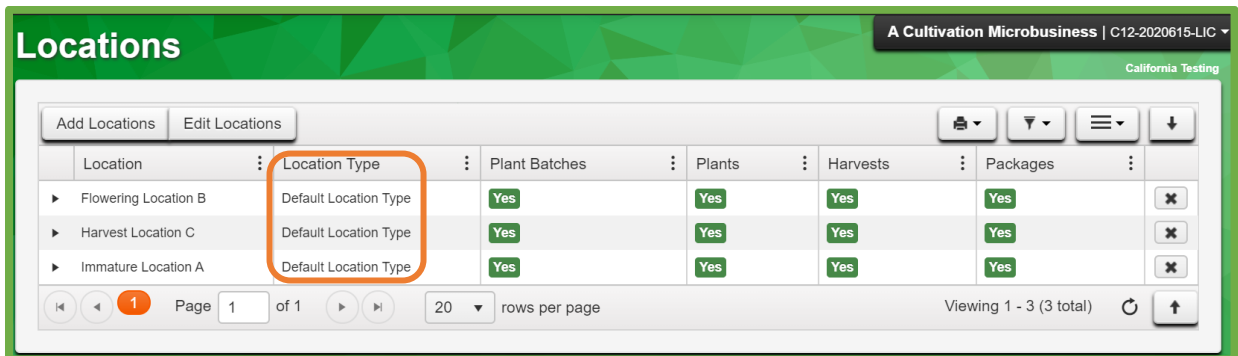 Locations
A Cultivation Microbusiness | C12-2020615-LIC
California Testing
Add Locations Edit Locations
Location Location Type Plant Batches Plants Harvests Packages
Flowering Location B Default Location Type Yes Yes Yes Yes
Harvest Location C Default Location Type Yes Yes Yes Yes
Immature Location A Default Location Type Yes Yes Yes Yes
1 Page 1 of 1 20 rows per page Viewing 1 - 3 (3 total)